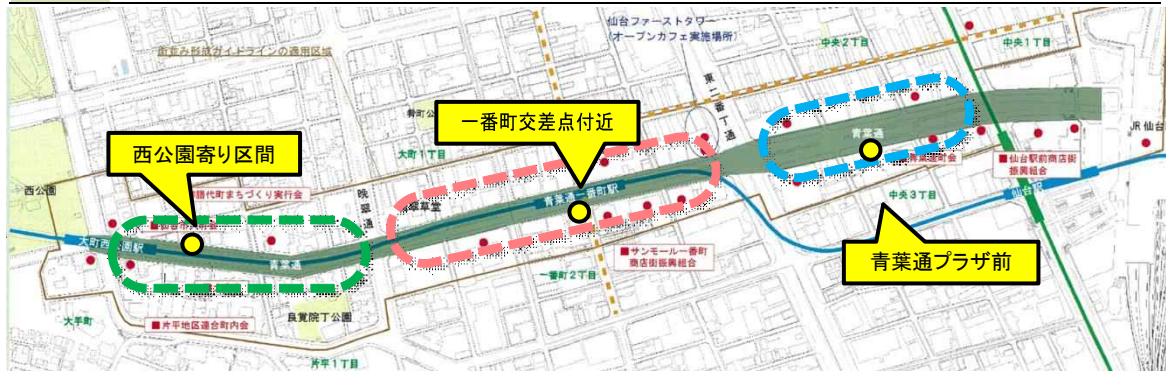 仙台ファーストタワー
(オープンカフェ実施場所)
中央2丁目
中央1丁目
街並み形成ガイドラインの適用区域
東二番丁通
一番町交差点付近
西公園寄り区間
大町1丁目
青葉通
JR仙台
西公園
晩翠通
青葉通一番町駅
■仙台駅前商店街
振興組合
中央3丁目
仙台駅
大町西公園駅
青葉通
■サンモール一番町
商店街振興組合
青葉通プラザ前
一番町2丁目
良覚院丁公園
大手町
■片平地区連合町内会
片平1丁目